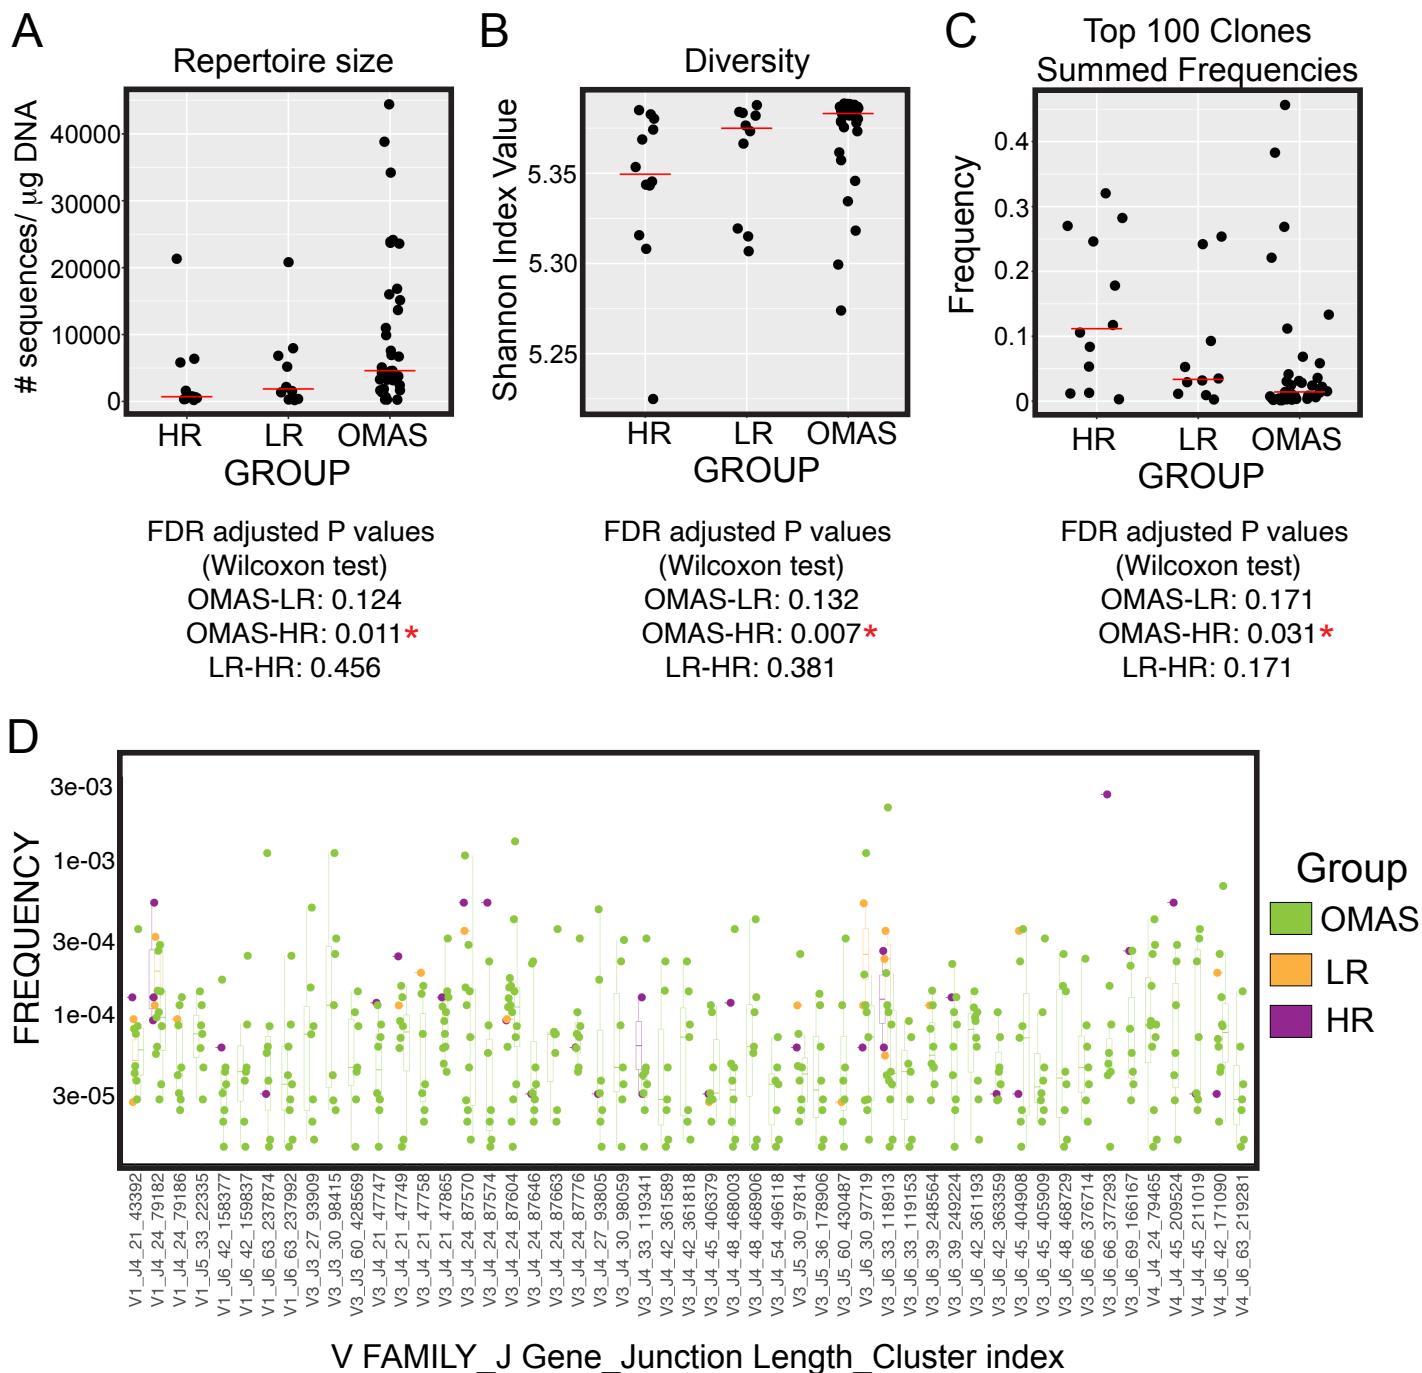 A
Repertoire size
# sequences/ µg DNA
40000
30000
20000
10000
0
HR LR OMAS
GROUP
FDR adjusted P values
(Wilcoxon test)
OMAS-LR: 0.124
OMAS-HR: 0.011*
LR-HR: 0.456
B
Diversity
Shannon Index Value
5.35
5.30
5.25
HR LR OMAS
GROUP
FDR adjusted P values
(Wilcoxon test)
OMAS-LR: 0.132
OMAS-HR: 0.007*
LR-HR: 0.381
C
Top 100 Clones
Summed Frequencies
Frequency
0.4
0.3
0.2
0.1
0
HR LR OMAS
GROUP
FDR adjusted P values
(Wilcoxon test)
OMAS-LR: 0.171
OMAS-HR: 0.031*
LR-HR: 0.171
D
FREQUENCY
3e-03
1e-03
3e-04
1e-04
3e-05
V1_J4_21_43392
V1_J4_24_79182
V1_J4_24_79186
V1_J5_33_22335
V1_J6_42_158377
V1_J6_42_159837
V1_J6_63_237874
V1_J6_63_237992
V3_J3_27_93909
V3_J3_30_98415
V3_J3_60_428569
V3_J4_21_47747
V3_J4_21_47749
V3_J4_21_47758
V3_J4_21_47865
V3_J4_24_87570
V3_J4_24_87574
V3_J4_24_87604
V3_J4_24_87646
V3_J4_24_87663
V3_J4_24_87776
V3_J4_27_93805
V3_J4_30_98059
V3_J4_33_119341
V3_J4_42_361589
V3_J4_42_361818
V3_J4_45_406379
V3_J4_48_468003
V3_J4_48_468906
V3_J4_54_496118
V3_J5_30_97814
V3_J5_36_178906
V3_J5_60_430487
V3_J6_30_97719
V3_J6_33_118913
V3_J6_33_119153
V3_J6_39_248564
V3_J6_39_249224
V3_J6_42_361193
V3_J6_42_363359
V3_J6_45_404908
V3_J6_45_405909
V3_J6_48_468729
V3_J6_66_376714
V3_J6_66_377293
V3_J6_69_166167
V4_J4_24_79465
V4_J4_45_209524
V4_J4_45_211019
V4_J6_42_171090
V4_J6_63_219281
V FAMILY_J Gene_Junction Length_Cluster index
Group
OMAS
LR
HR